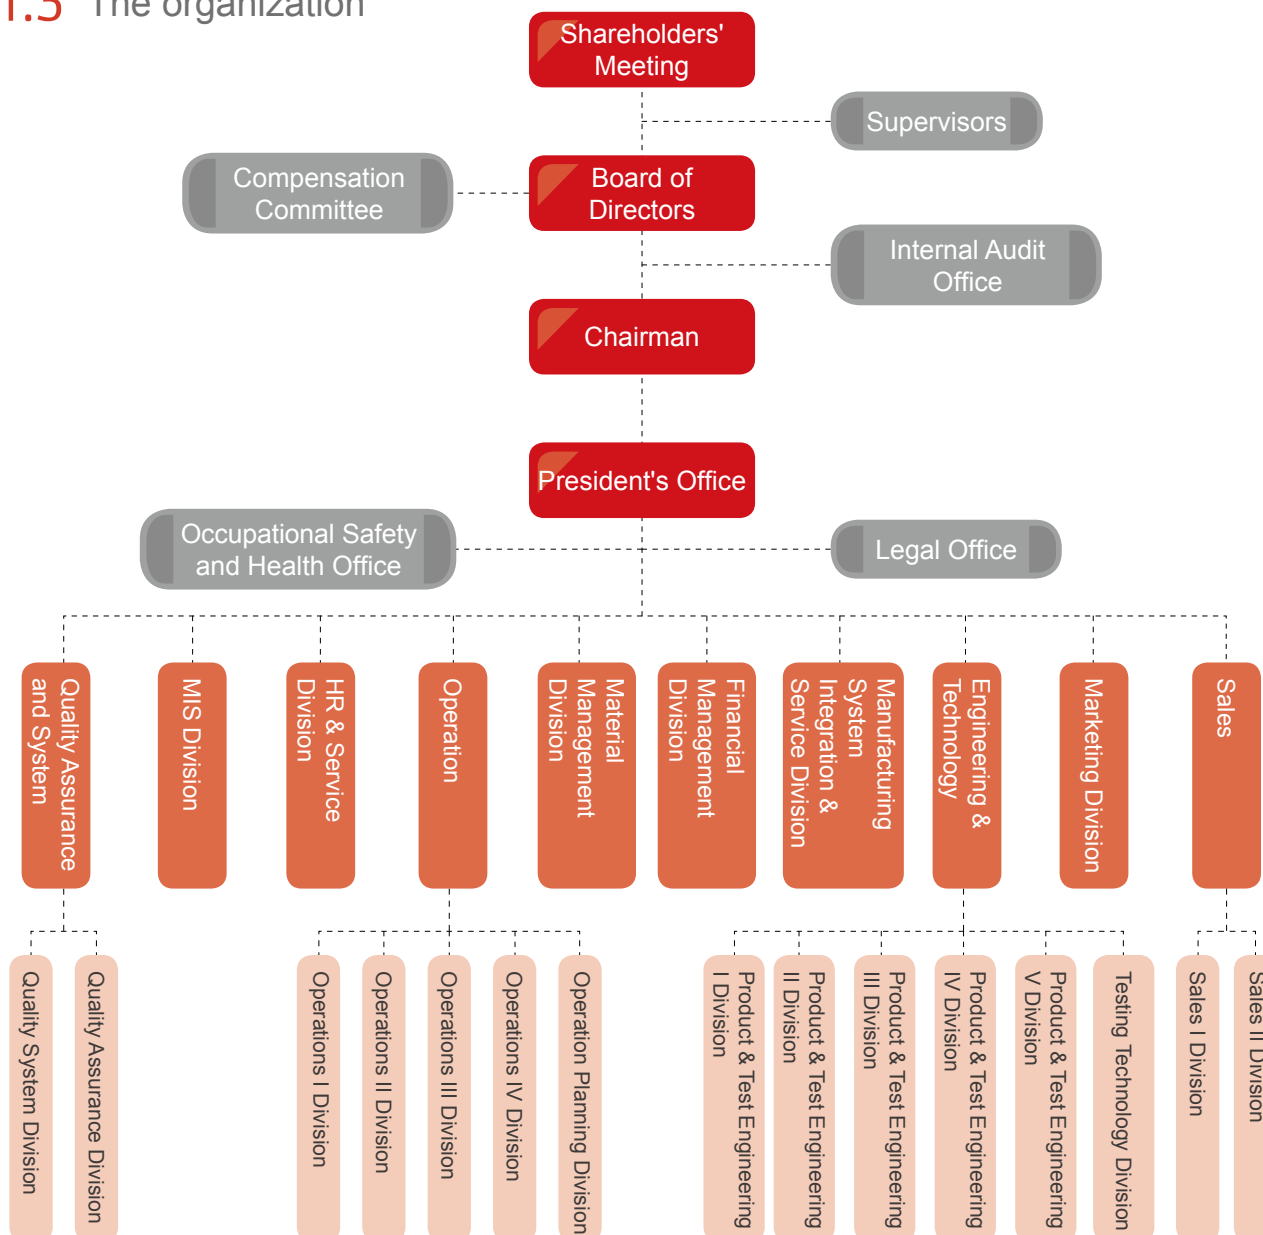 1.3 The organization
Shareholders'
Meeting
Supervisors
Compensation
Committee
Board of
Directors
Internal Audit
Office
Chairman
President's Office
Occupational Safety
and Health Office
Legal Office
Quality Assurance
and System
MIS Division
HR & Service
Division
Operation
Material
Management
Division
Financial
Management
Division
Manufacturing
System
Integration &
Service Division
Engineering &
Technology
Marketing Division
Sales
Quality System Division
Quality Assurance Division
Operations I Division
Operations II Division
Operations III Division
Operations IV Division
Operation Planning Division
Product & Test Engineering
I Division
Product & Test Engineering
II Division
Product & Test Engineering
III Division
Product & Test Engineering
IV Division
Product & Test Engineering
V Division
Testing Technology Division
Sales I Division
Sales II Division